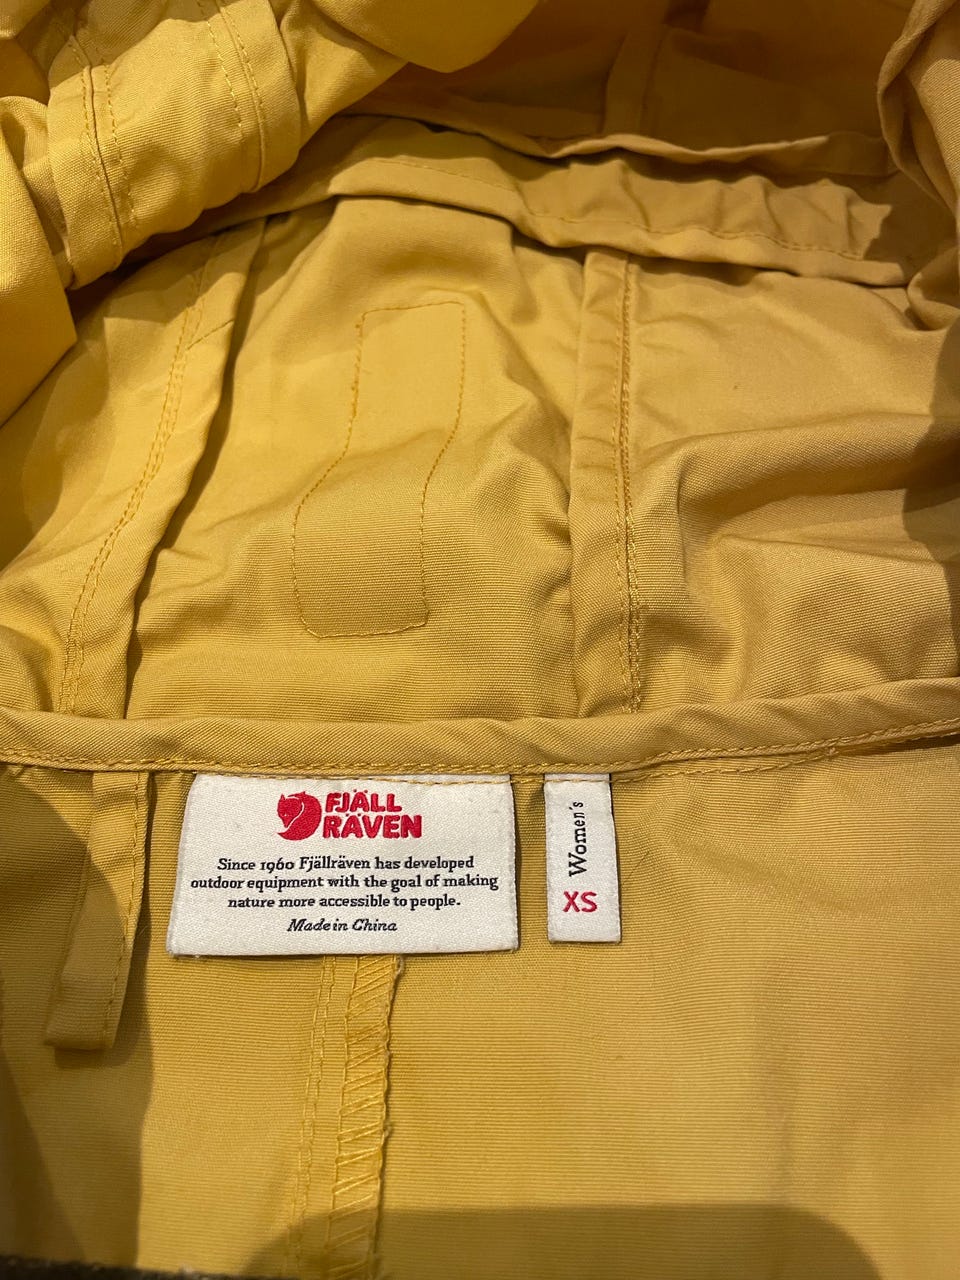 FJÄLL
RÄVEN
Since 1960 Fjällräven has developed
outdoor equipment with the goal of making
nature more accessible to people.
Made in China
Women's
XS